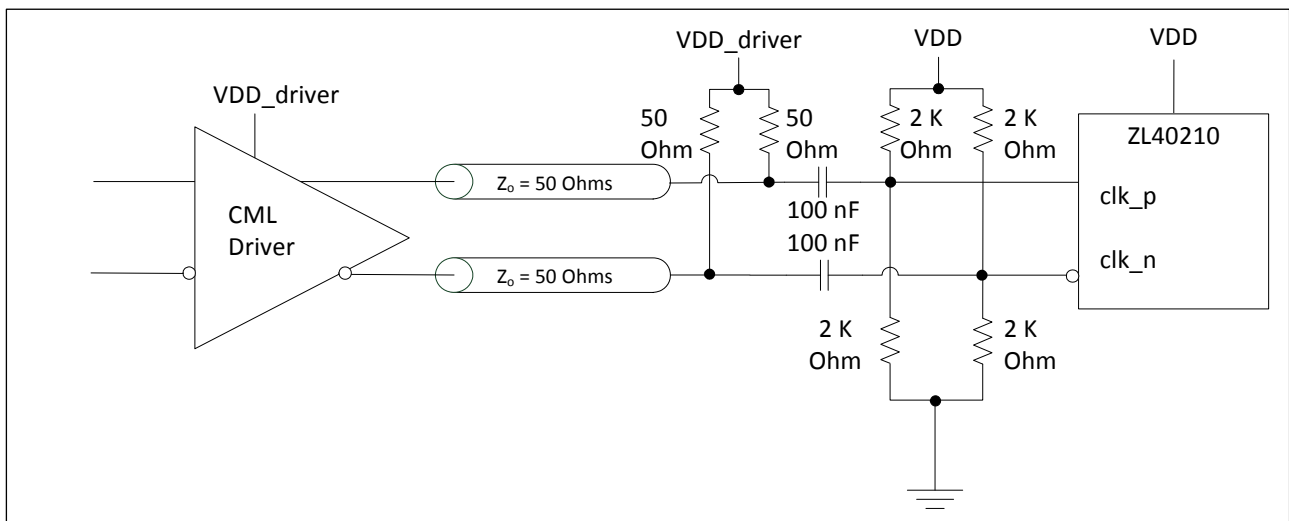 VDD_driver
VDD
VDD
VDD_driver
50
Ohm
50
Ohm
2 K
Ohm
2 K
Ohm
ZL40210
Zo = 50 Ohms
clk_p
CML
Driver
100 nF
100 nF
Zo = 50 Ohms
clk_n
2 K
Ohm
2 K
Ohm